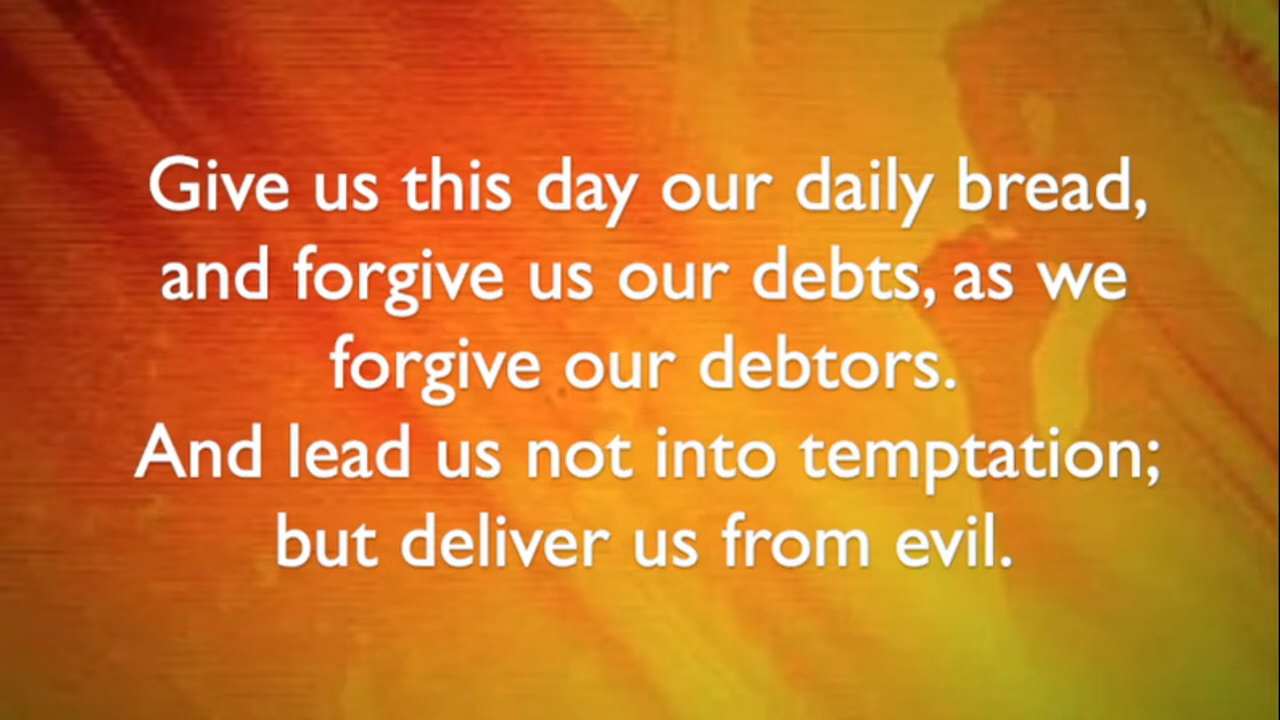 Give us this day our daily bread,
and forgive us our debts, as we
forgive our debtors.
And lead us not into temptation;
but deliver us from evil.